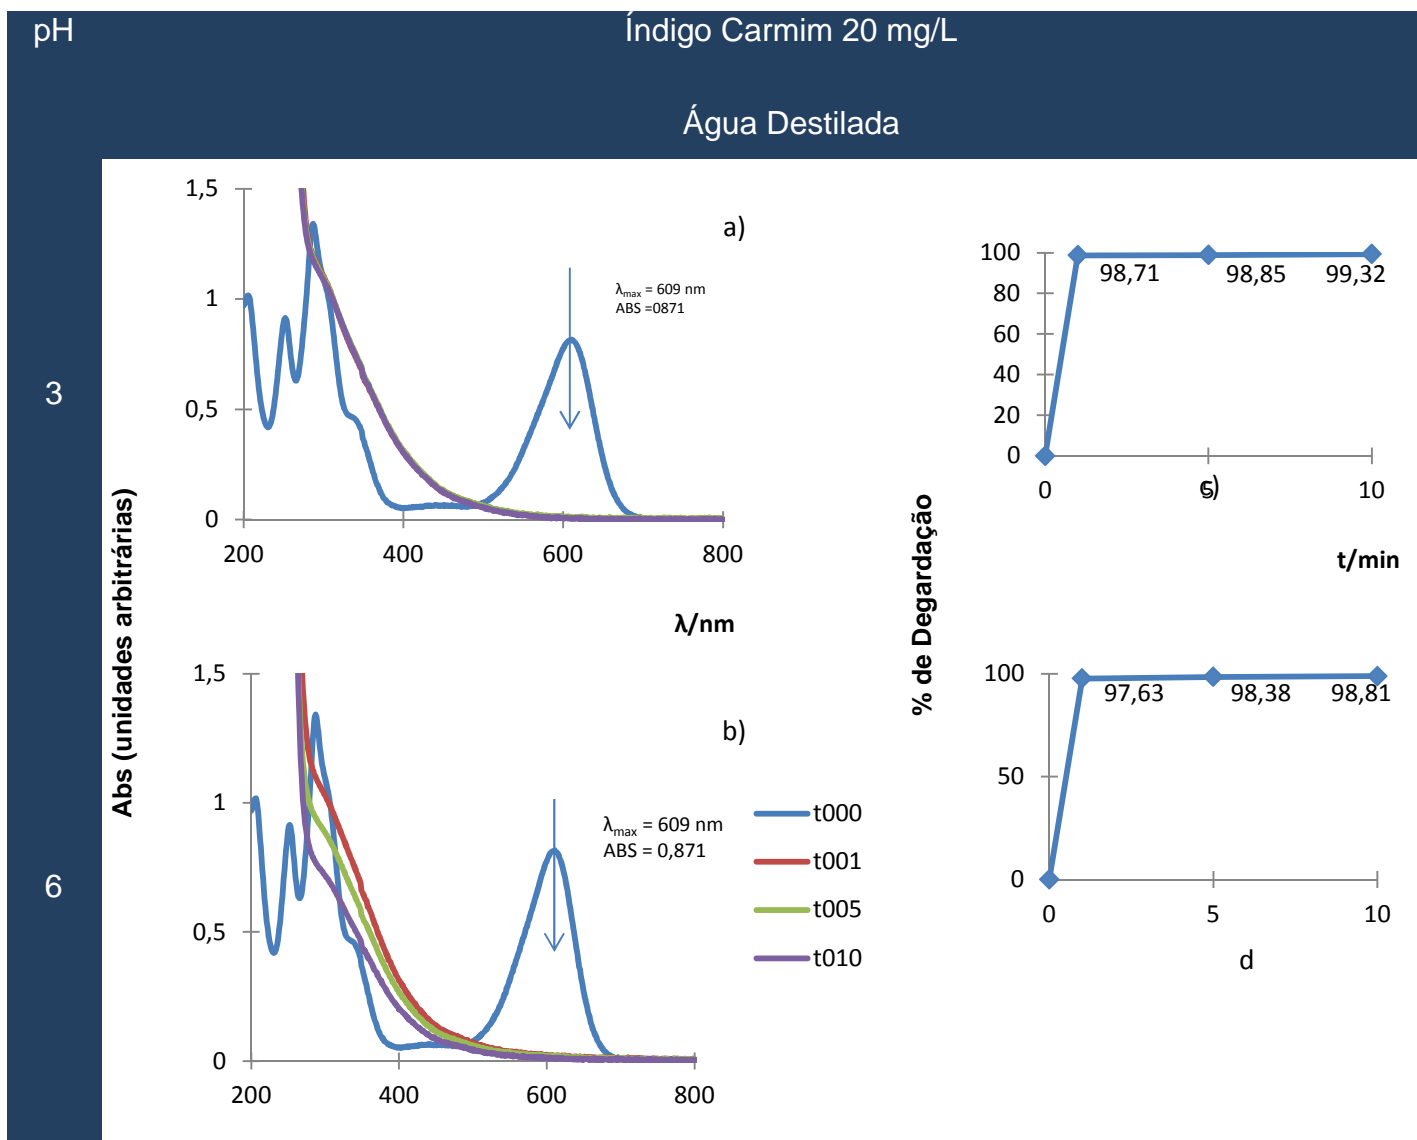 pH
Índigo Carmim 20 mg/L
Água Destilada
3
Abs (unidades arbitrárias)
1,5
1
0,5
0
200 400 600 800
a)
λmax = 609 nm
ABS =0871
λ/nm
% de Degardação
100
80
60
40
20
0
98,71 98,85 99,32
0 5 10
c)
t/min
6
1,5
1
0,5
0
200 400 600 800
b)
λmax = 609 nm
ABS = 0,871
t000
t001
t005
t010
100
50
0
97,63 98,38 98,81
0 5 10
d